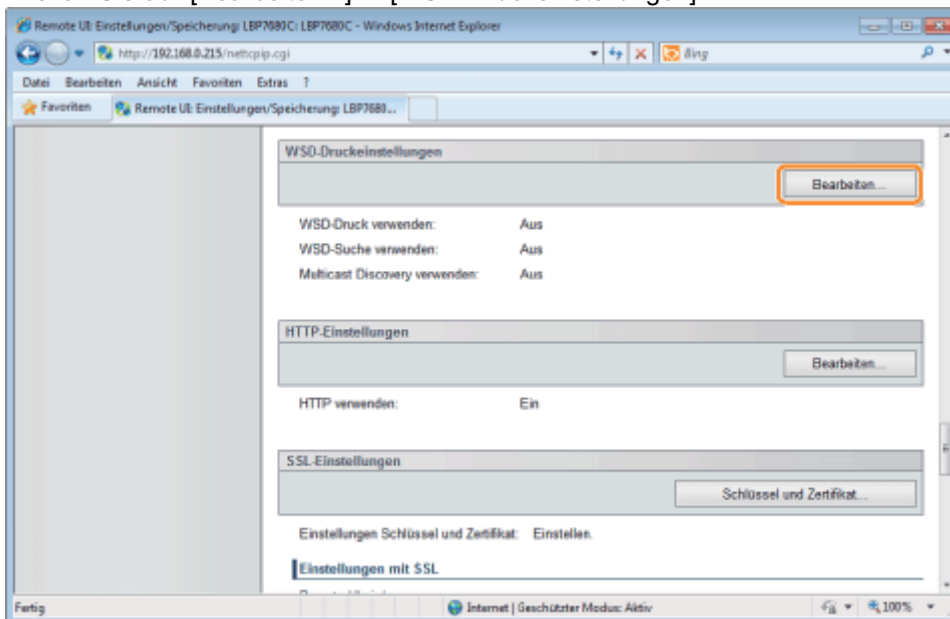 Remote UI: Einstellungen/Speicherung: LBP7680C: LBP7680C - Windows Internet Explorer
http://192.168.0.215/nettcpip.cgi
Bing
Datei Bearbeiten Ansicht Favoriten Extras ?
Favoriten Remote UI: Einstellungen/Speicherung: LBP7680...
WSD-Druckeinstellungen
Bearbeiten...
WSD-Druck verwenden: Aus
WSD-Suche verwenden: Aus
Multicast Discovery verwenden: Aus
HTTP-Einstellungen
Bearbeiten...
HTTP verwenden: Ein
SSL-Einstellungen
Schlüssel und Zertifikat...
Einstellungen Schlüssel und Zertifikat: Einstellen.
Einstellungen mit SSL
Fertig Internet | Geschützter Modus: Aktiv 100%